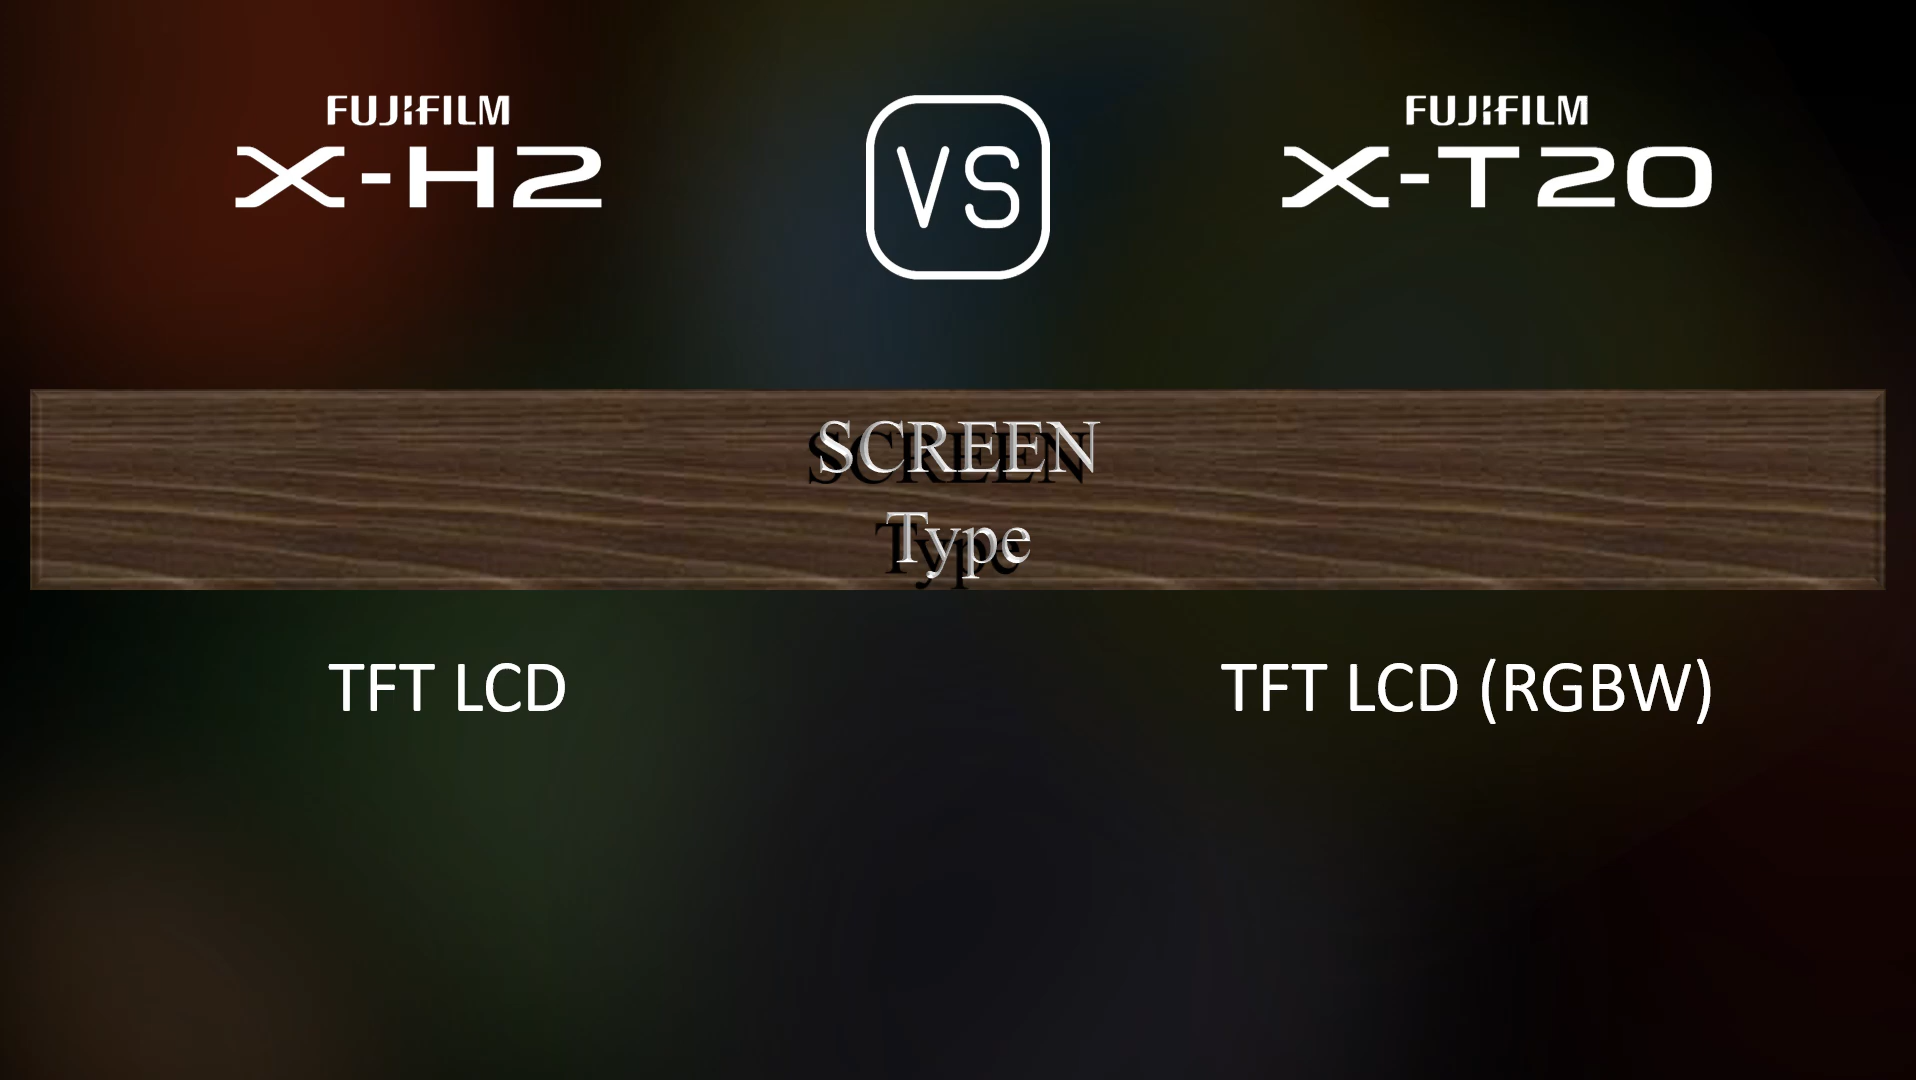 FUJIFILM
X-H2
VS
FUJIFILM
X-T20
SCREEN
Type
TFT LCD
TFT LCD (RGBW)